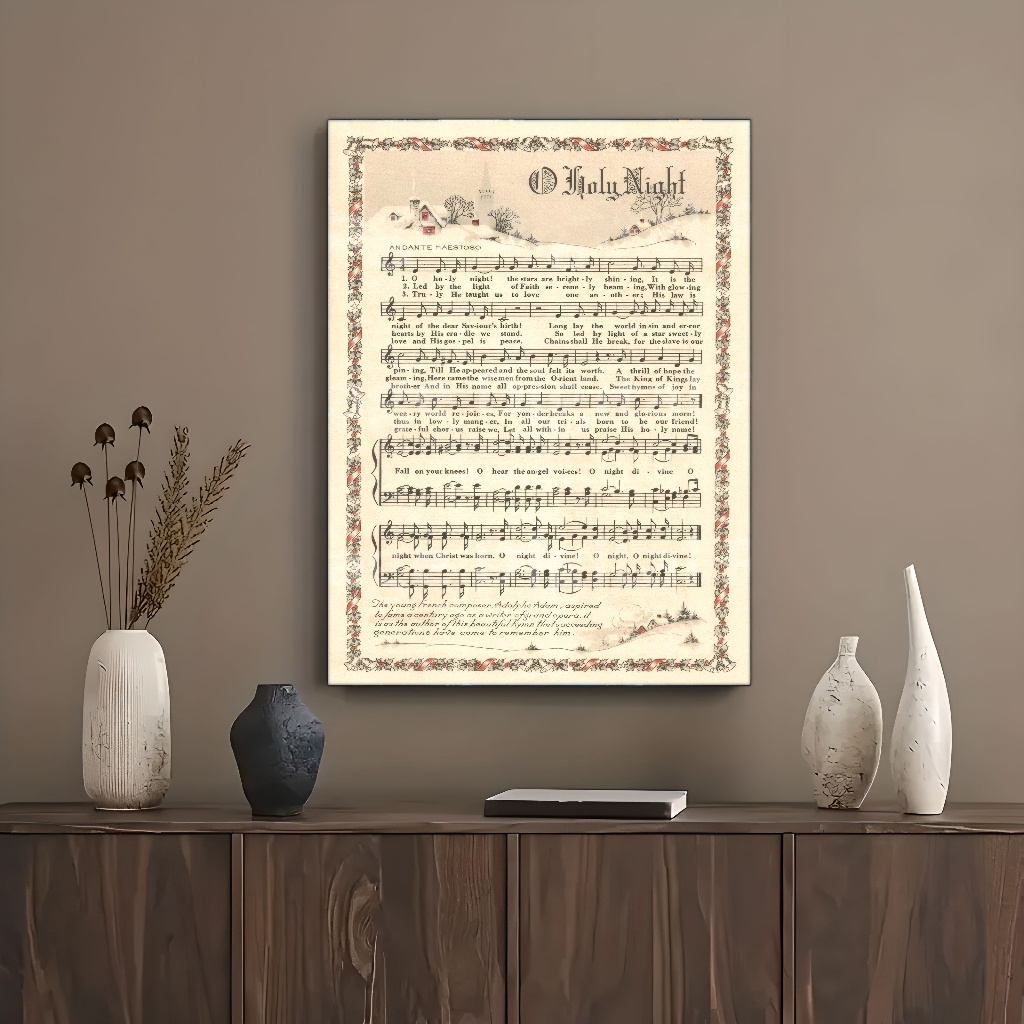 O Holy Night
ANDANTE MAESTOSO
1. O ho-ly night! the stars are bright-ly shin-ing, It is the
2. Led by the light of Faith se-rene-ly beam-ing, With glow-ing
3. Tru-ly He taught us to love one an-oth-er; His law is
night of the dear Sav-iour's birth! Long lay the world in sin and er-ror
hearts by His cra-dle we stand. So led by light of a star sweet-ly
love and His gos-pel is peace. Chains shall He break, for the slave is our
pin-ing, Till He ap-peared and the soul felt its worth. A thrill of hope the
gleam-ing, Here came the wise men from the Orient land. The King of Kings lay
broth-er And in His name all op-pres-sion shall cease. Sweet hymns of joy in
wea-ry world re-joic-es, For yon-der breaks a new and glo-rious morn!
thus in low-ly mang-er, In all our tri-als born to be our friend!
grate-ful chor-us raise we, Let all with-in us praise His ho-ly name!
Fall on your knees! O hear the an-gel voi-ces! O night di-vine O
night when Christ was born. O night di-vine! O night, O night di-vine!
The young French composer, Adolphe Adam, aspired
to fame a century ago as a writer of grand opera, it
is as the author of this beautiful hymn that succeeding
generations have come to remember him.